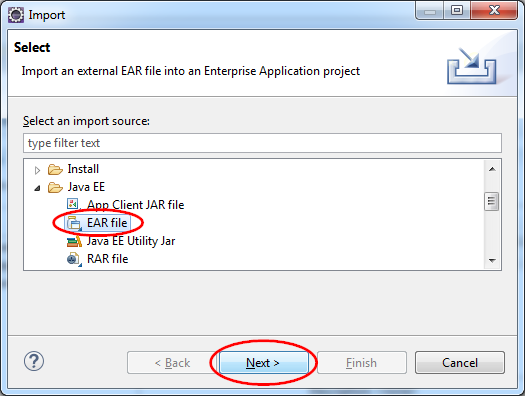 Import
Select
Import an external EAR file into an Enterprise Application project
Select an import source:
type filter text
Install
Java EE
App Client JAR file
EAR file
Java EE Utility Jar
RAR file
?
< Back
Next >
Finish
Cancel